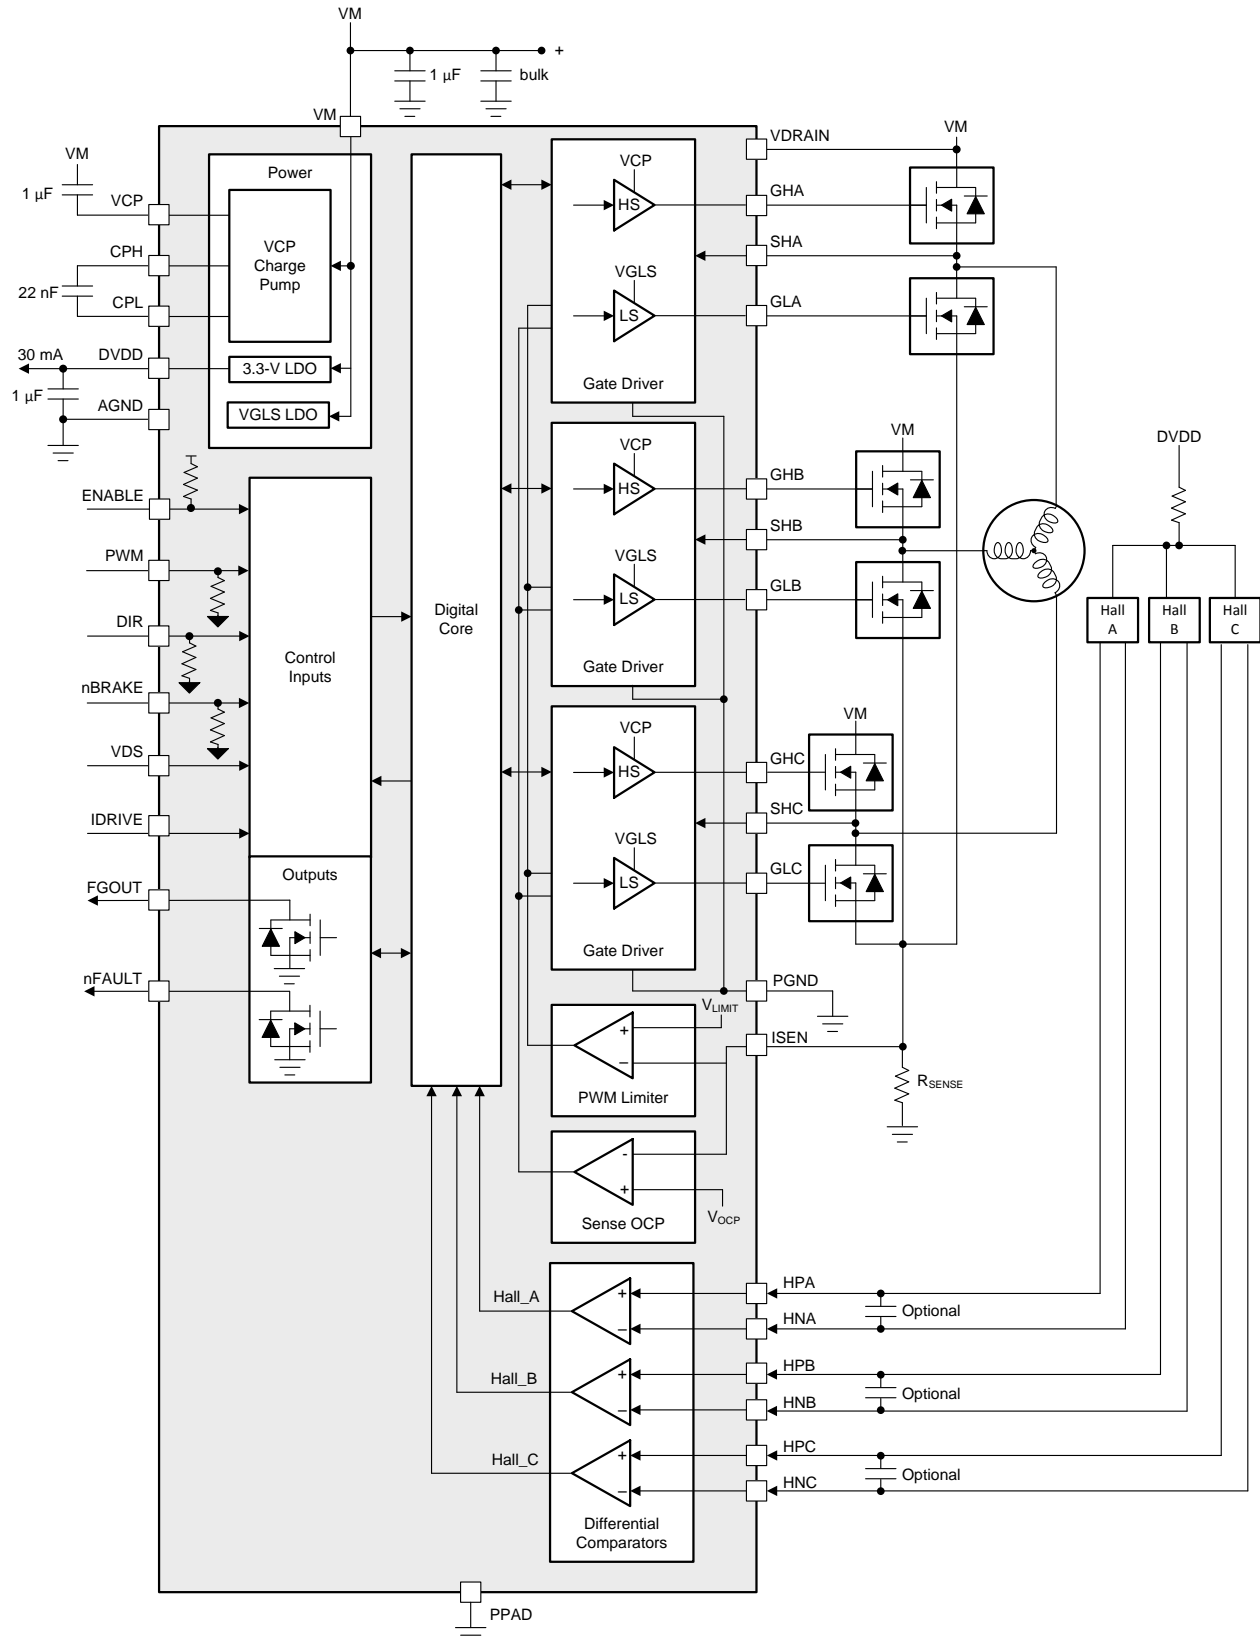 VM
1 µF
bulk
+
VM
VM
1 µF
VCP
CPH
22 nF
CPL
30 mA
DVDD
1 µF
AGND
Power
VCP
Charge
Pump
3.3-V LDO
VGLS LDO
ENABLE
PWM
DIR
nBRAKE
VDS
IDRIVE
FGOUT
nFAULT
Control
Inputs
Outputs
Digital
Core
VCP
HS
VGLS
LS
Gate Driver
VCP
HS
VGLS
LS
Gate Driver
VCP
HS
VGLS
LS
Gate Driver
VLIMIT
+
–
PWM Limiter
-
+
VOCP
Sense OCP
Hall_A
+
–
Hall_B
+
–
Hall_C
+
–
Differential
Comparators
VDRAIN
VM
GHA
SHA
GLA
VM
GHB
SHB
GLB
VM
GHC
SHC
GLC
PGND
ISEN
RSENSE
DVDD
Hall
A
Hall
B
Hall
C
HPA
Optional
HNA
HPB
Optional
HNB
HPC
Optional
HNC
PPAD